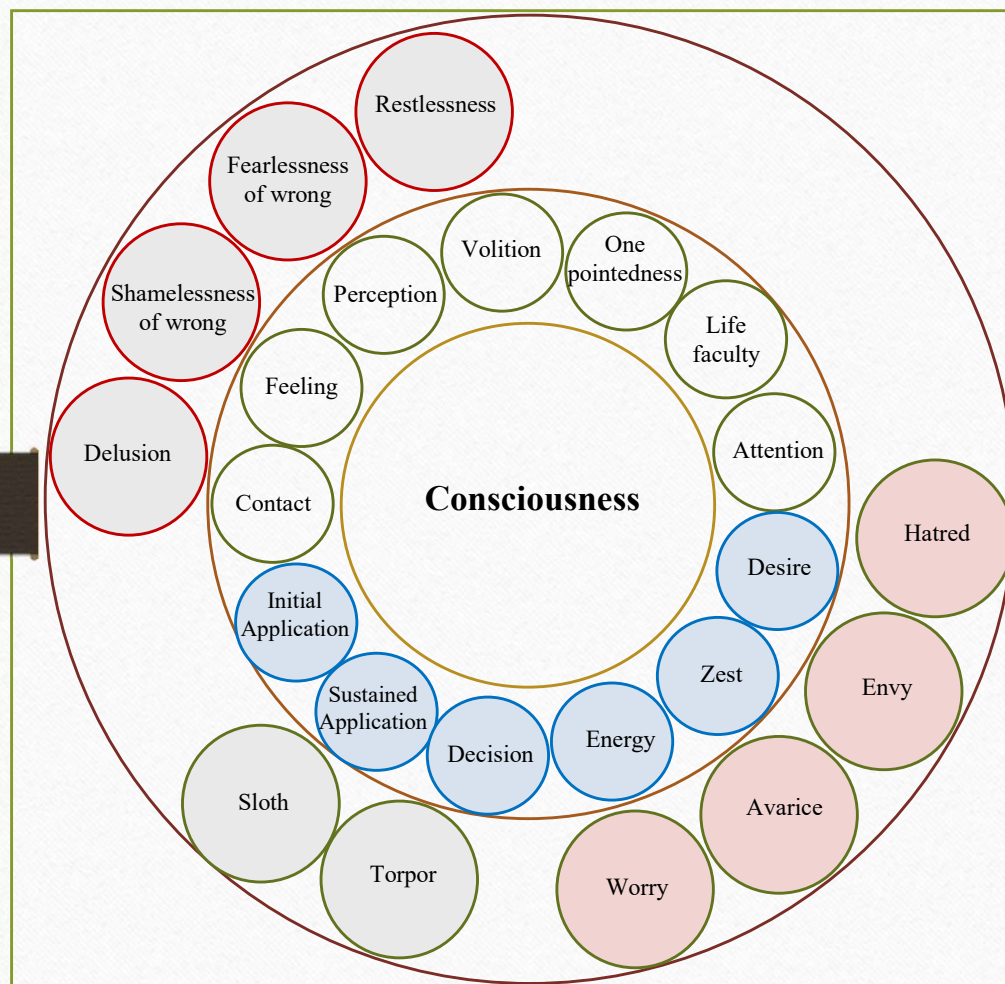 Restlessness
Fearlessness
of wrong
Shamelessness
of wrong
Delusion
Volition
One
pointedness
Perception
Life
faculty
Feeling
Attention
Contact
Consciousness
Hatred
Desire
Initial
Application
Zest
Envy
Sustained
Application
Decision
Energy
Sloth
Avarice
Torpor
Worry